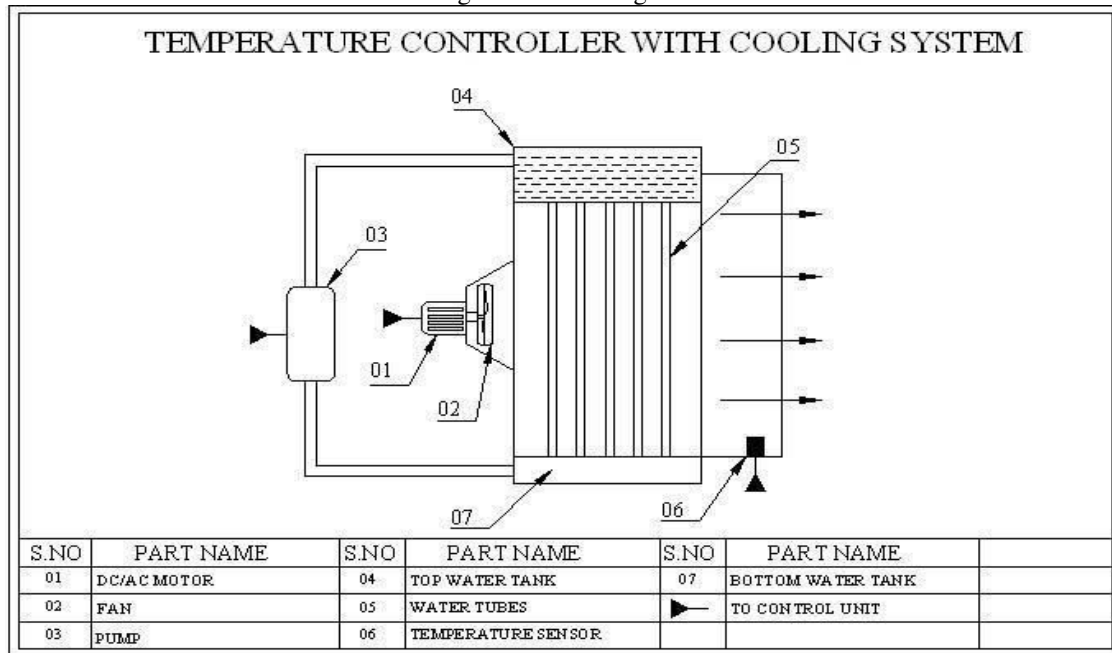 TEMPERATURE CONTROLLER WITH COOLING SYSTEM
04
05
03
01
02
07
06
S.NO PART NAME S.NO PART NAME S.NO PART NAME
01 DC/AC MOTOR 04 TOP WATER TANK 07 BOTTOM WATER TANK
02 FAN 05 WATER TUBES TO CONTROL UNIT
03 PUMP 06 TEMPERATURE SENSOR